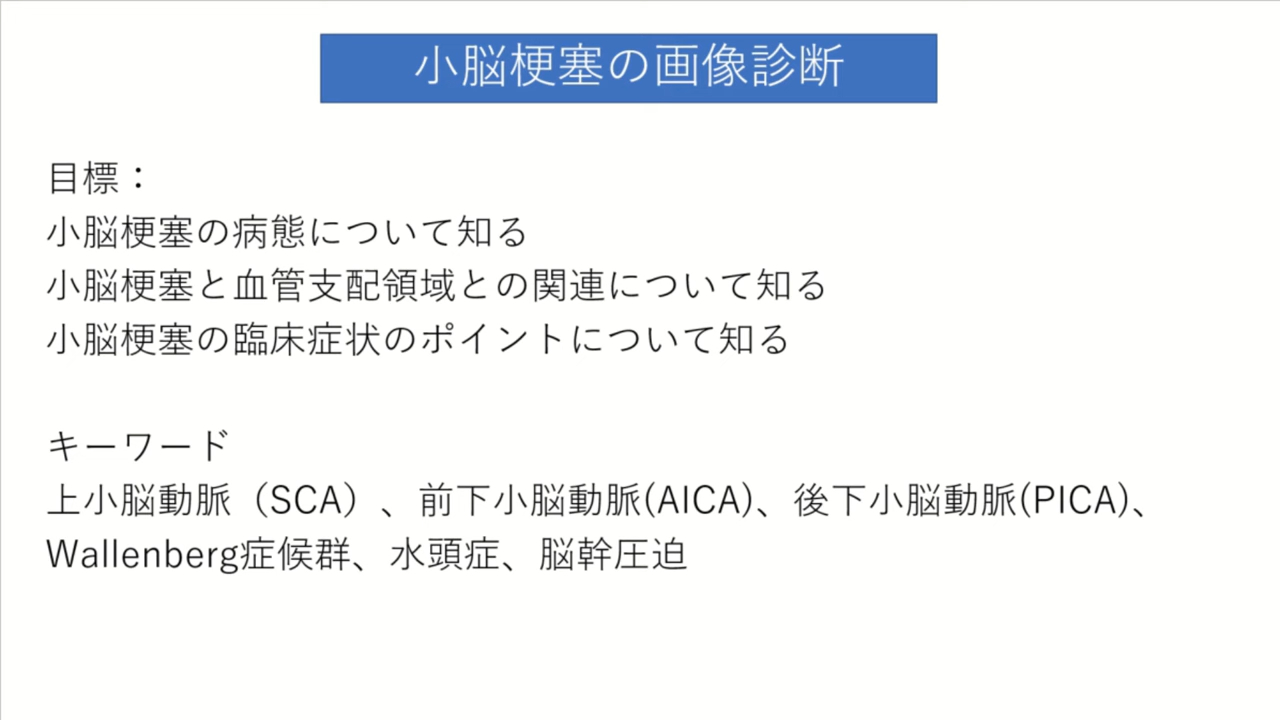 小脳梗塞の画像診断
目標：
小脳梗塞の病態について知る
小脳梗塞と血管支配領域との関連について知る
小脳梗塞の臨床症状のポイントについて知る
キーワード
上小脳動脈（SCA）、前下小脳動脈(AICA)、後下小脳動脈(PICA)、
Wallenberg症候群、水頭症、脳幹圧迫